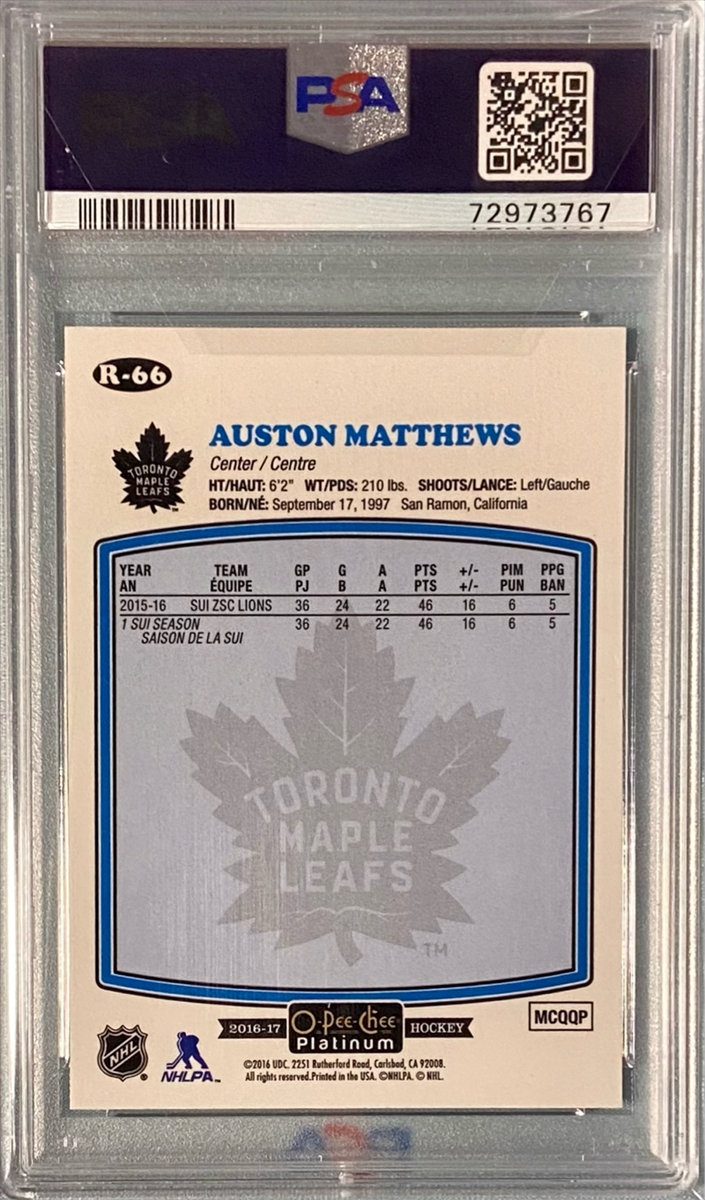 PSA
72973767
R-66
AUSTON MATTHEWS
TORONTO
MAPLE
LEAFS
TM
Center / Centre
HT/HAUT: 6'2" WT/PDS: 210 lbs. SHOOTS/LANCE: Left/Gauche
BORN/NÉ: September 17, 1997 San Ramon, California
YEAR TEAM GP G A PTS +/- PIM PPG
AN ÉQUIPE PJ B A PTS +/- PUN BAN
2015-16 SUI ZSC LIONS 36 24 22 46 16 6 5
1 SUI SEASON 36 24 22 46 16 6 5
SAISON DE LA SUI
TORONTO
MAPLE
LEAFS
TM
2016-17 O-Pee-Chee HOCKEY
Platinum
MCQQP
NHL
®
NHLPA™
©2016 UDC. 2251 Rutherford Road, Carlsbad, CA 92008.
All rights reserved.Printed in the USA. ©NHLPA. © NHL.
PSA